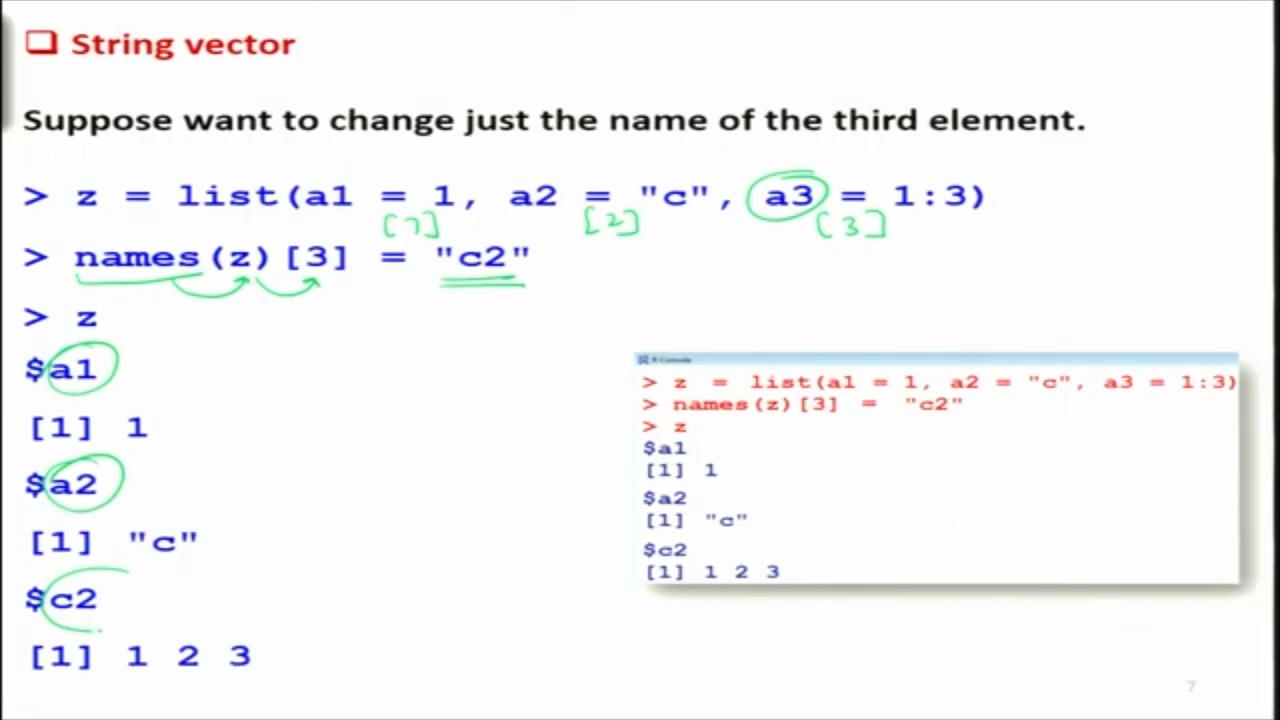 String vector
Suppose want to change just the name of the third element.
> z = list(a1 = 1, a2 = "c", a3 = 1:3)
[1] [2] [3]
> names(z)[3] = "c2"
> z
$a1
[1] 1
$a2
[1] "c"
$c2
[1] 1 2 3
R Console
> z = list(a1 = 1, a2 = "c", a3 = 1:3)
> names(z)[3] = "c2"
> z
$a1
[1] 1
$a2
[1] "c"
$c2
[1] 1 2 3
7